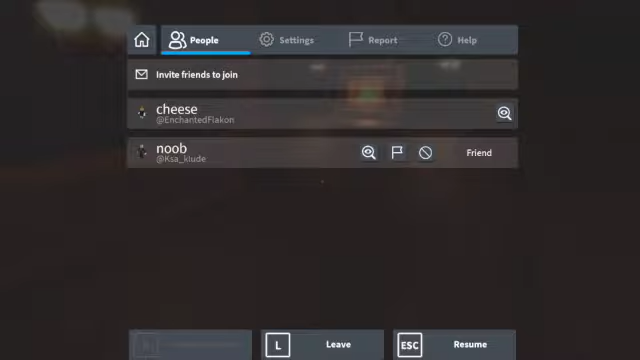 People Settings Report Help
Invite friends to join
cheese
@EnchantedFlakon
noob
@Ksa_klude
Friend
L Leave ESC Resume